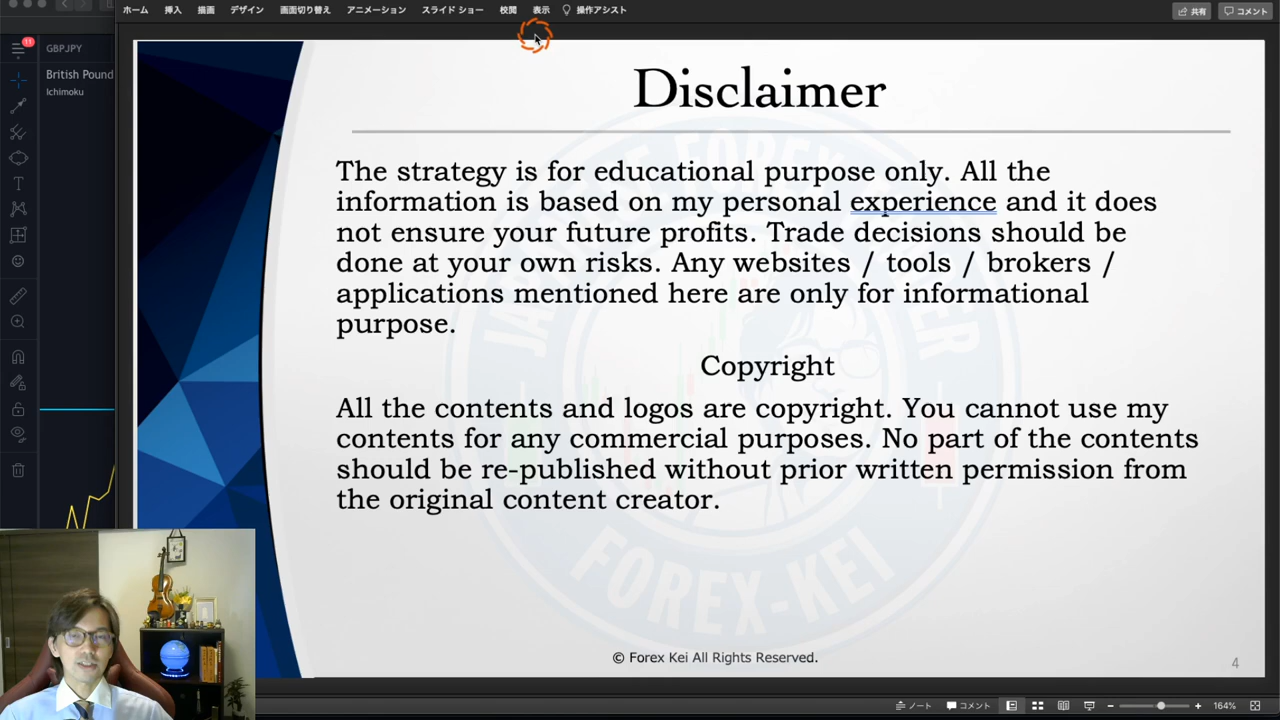 ホーム 挿入 描画 デザイン 画面切り替え アニメーション スライド ショー 校閲 表示 操作アシスト 共有 コメント
11
GBPJPY
British Pound
Ichimoku
Disclaimer
The strategy is for educational purpose only. All the
information is based on my personal experience and it does
not ensure your future profits. Trade decisions should be
done at your own risks. Any websites / tools / brokers /
applications mentioned here are only for informational
purpose.
Copyright
All the contents and logos are copyright. You cannot use my
contents for any commercial purposes. No part of the contents
should be re-published without prior written permission from
the original content creator.
FOREX-KEI
© Forex Kei All Rights Reserved.
4
ノート コメント 164%